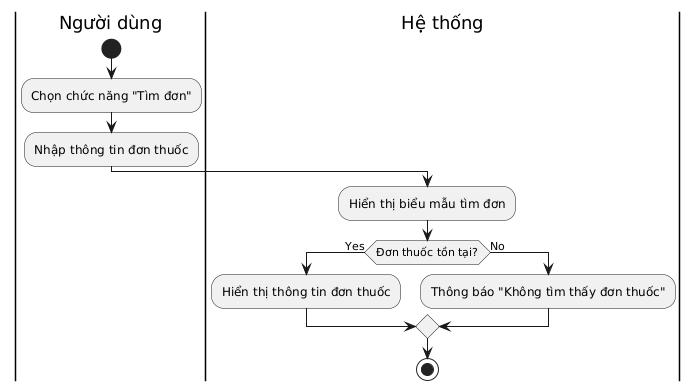 Người dùng
Hệ thống
Chọn chức năng "Tìm đơn"
Nhập thông tin đơn thuốc
Hiển thị biểu mẫu tìm đơn
Yes
Đơn thuốc tồn tại?
No
Hiển thị thông tin đơn thuốc
Thông báo "Không tìm thấy đơn thuốc"